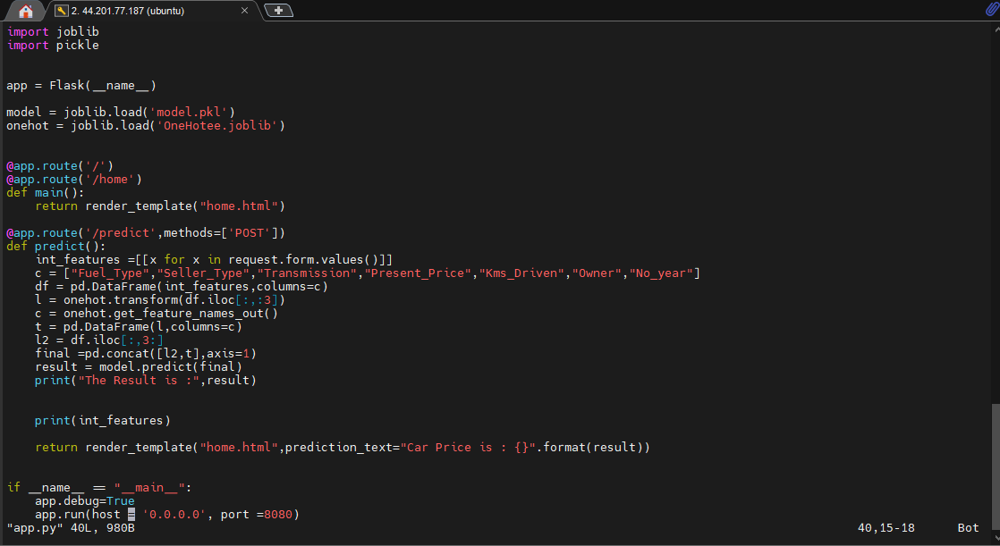 2. 44.201.77.187 (ubuntu)
import joblib
import pickle
app = Flask(__name__)
model = joblib.load('model.pkl')
onehot = joblib.load('OneHotee.joblib')
@app.route('/')
@app.route('/home')
def main():
    return render_template("home.html")
@app.route('/predict',methods=['POST'])
def predict():
    int_features =[[x for x in request.form.values()]]
    c = ["Fuel_Type","Seller_Type","Transmission","Present_Price","Kms_Driven","Owner","No_year"]
    df = pd.DataFrame(int_features,columns=c)
    l = onehot.transform(df.iloc[:,:3])
    c = onehot.get_feature_names_out()
    t = pd.DataFrame(l,columns=c)
    l2 = df.iloc[:,3:]
    final =pd.concat([l2,t],axis=1)
    result = model.predict(final)
    print("The Result is :",result)
    print(int_features)
    return render_template("home.html",prediction_text="Car Price is : {}".format(result))
if __name__ == "__main__":
    app.debug=True
    app.run(host = '0.0.0.0', port =8080)
"app.py" 40L, 980B 40,15-18 Bot